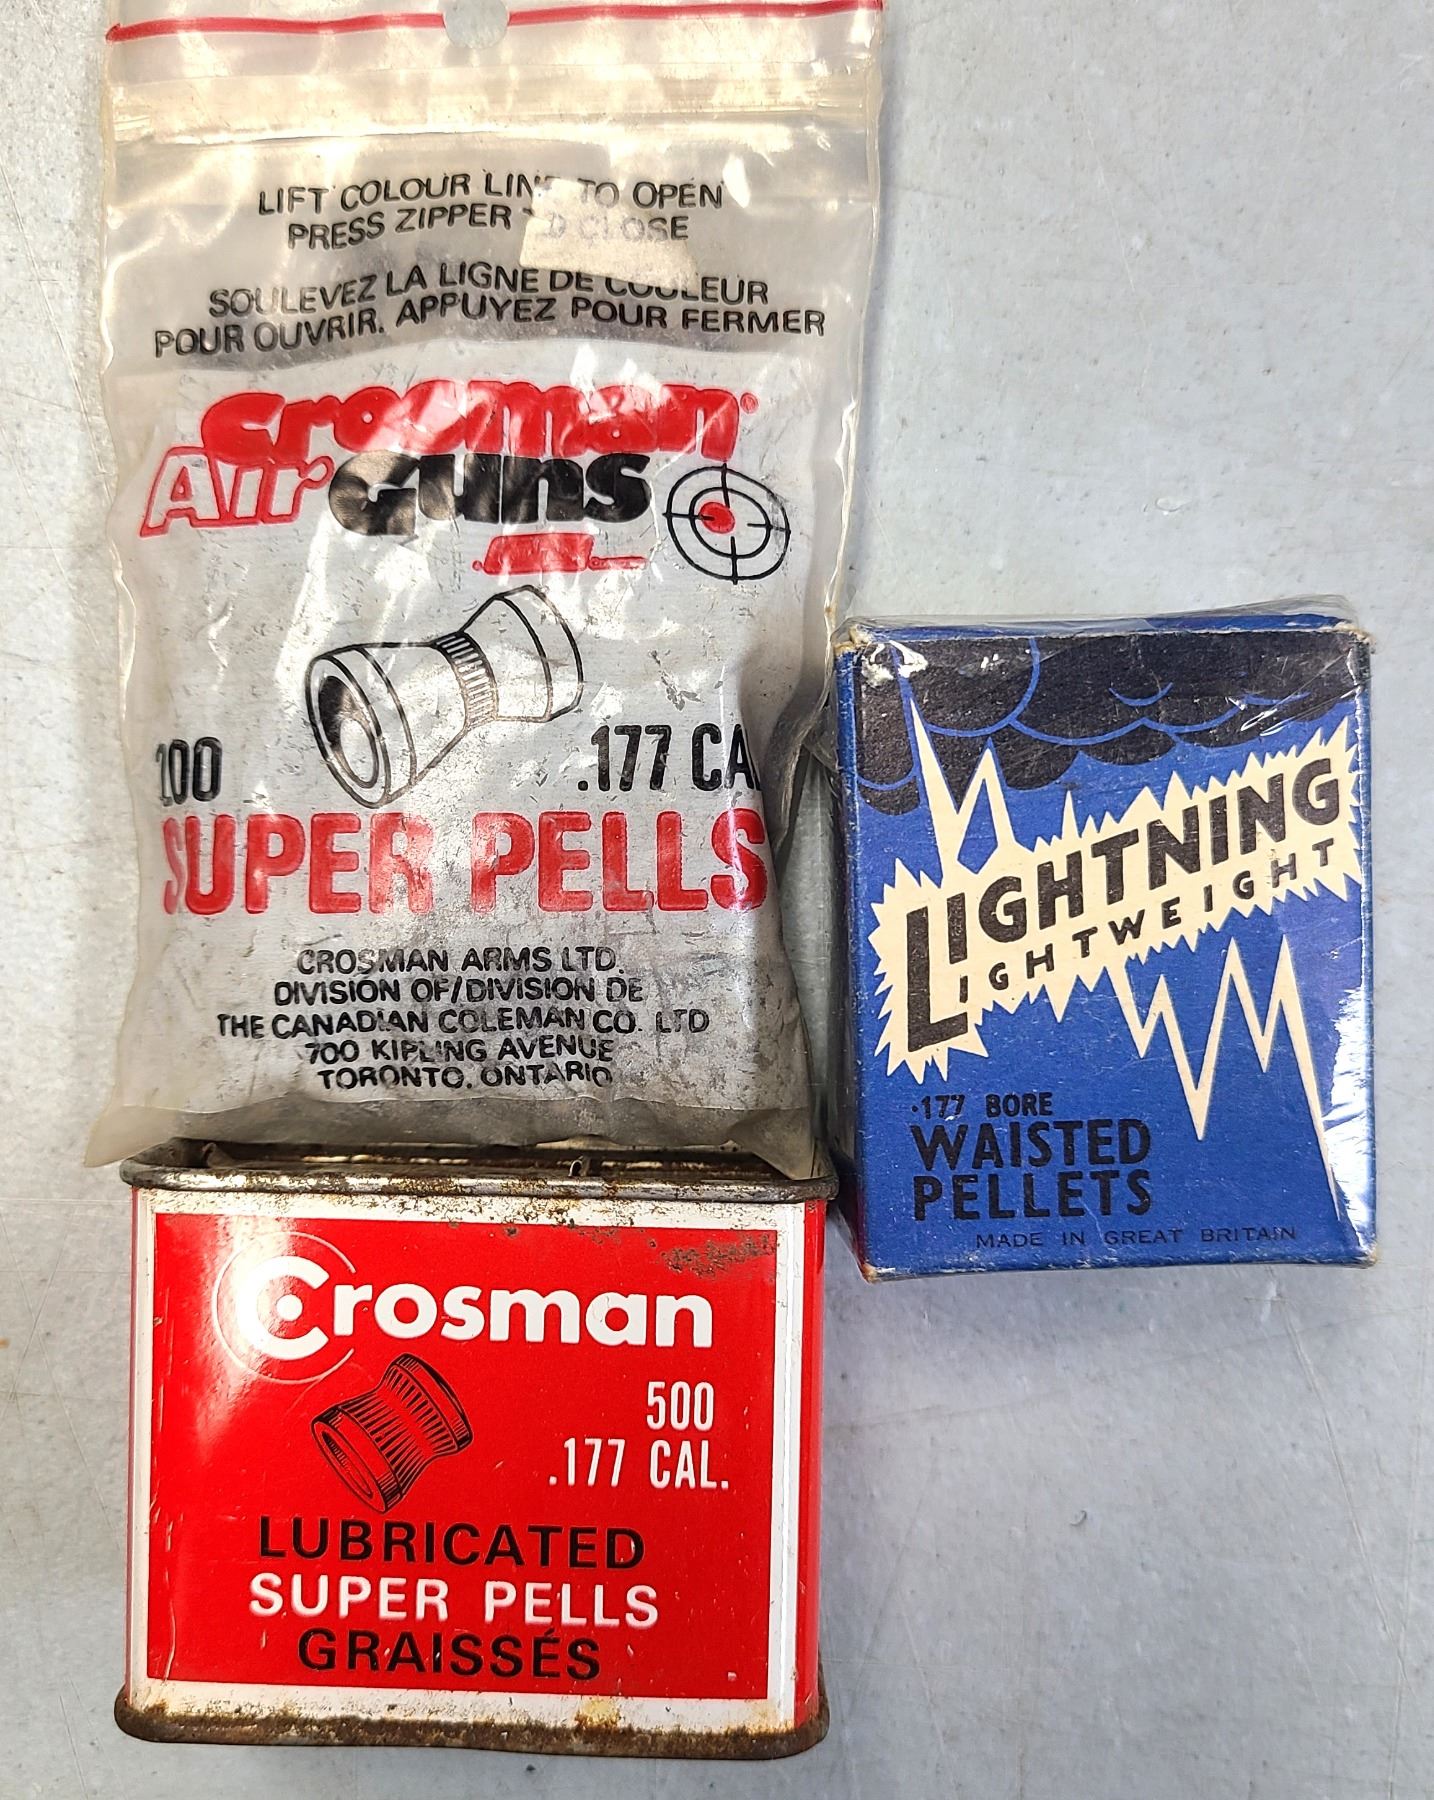 LIFT COLOUR LINE TO OPEN
PRESS ZIPPER TO CLOSE
SOULEVEZ LA LIGNE DE COULEUR
POUR OUVRIR, APPUYEZ POUR FERMER
crosman
Air Guns
100
.177 CAL
SUPER PELLS
CROSMAN ARMS LTD.
DIVISION OF/DIVISION DE
THE CANADIAN COLEMAN CO. LTD
700 KIPLING AVENUE
TORONTO, ONTARIO
LIGHTNING
LIGHTWEIGHT
.177 BORE
WAISTED
PELLETS
MADE IN GREAT BRITAIN
Crosman
500
.177 CAL.
LUBRICATED
SUPER PELLS
GRAISSÉS